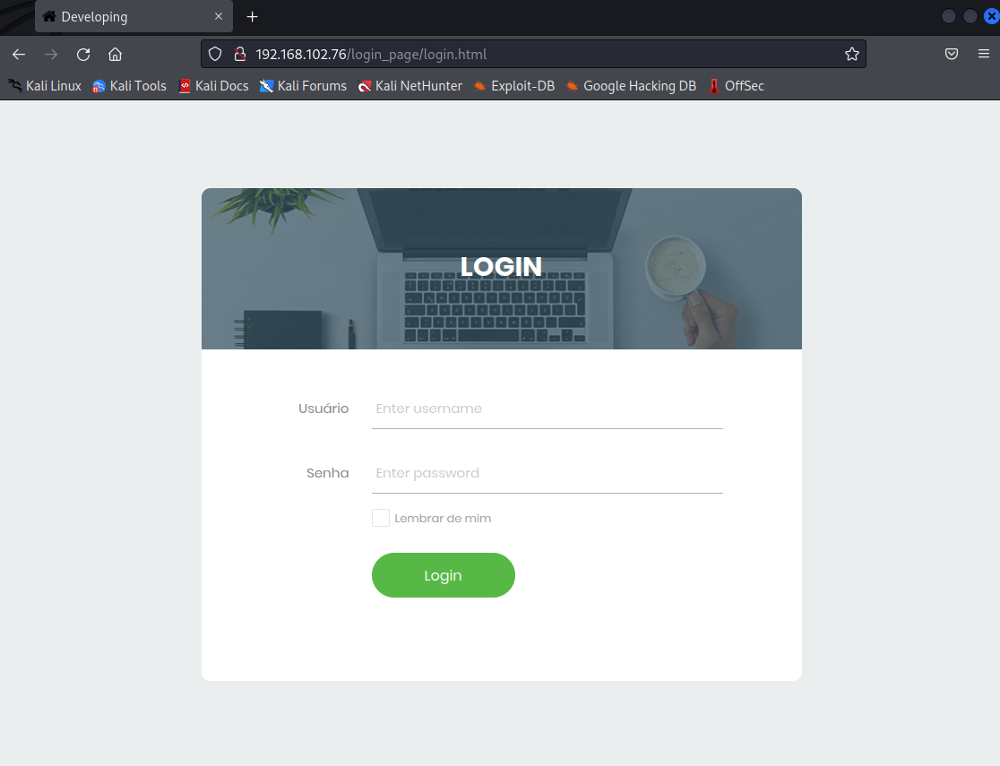 Developing
192.168.102.76/login_page/login.html
Kali Linux Kali Tools Kali Docs Kali Forums Kali NetHunter Exploit-DB Google Hacking DB OffSec
LOGIN
Usuário Enter username
Senha Enter password
Lembrar de mim
Login